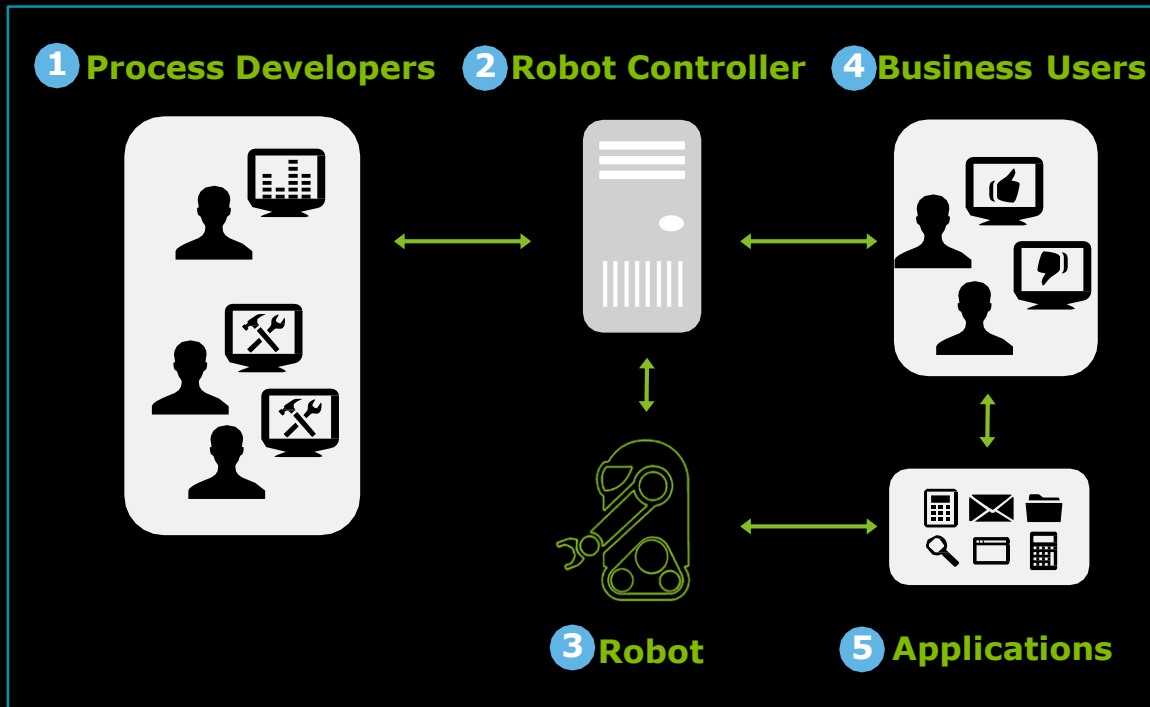 1 Process Developers
2 Robot Controller
4 Business Users
3 Robot
5 Applications